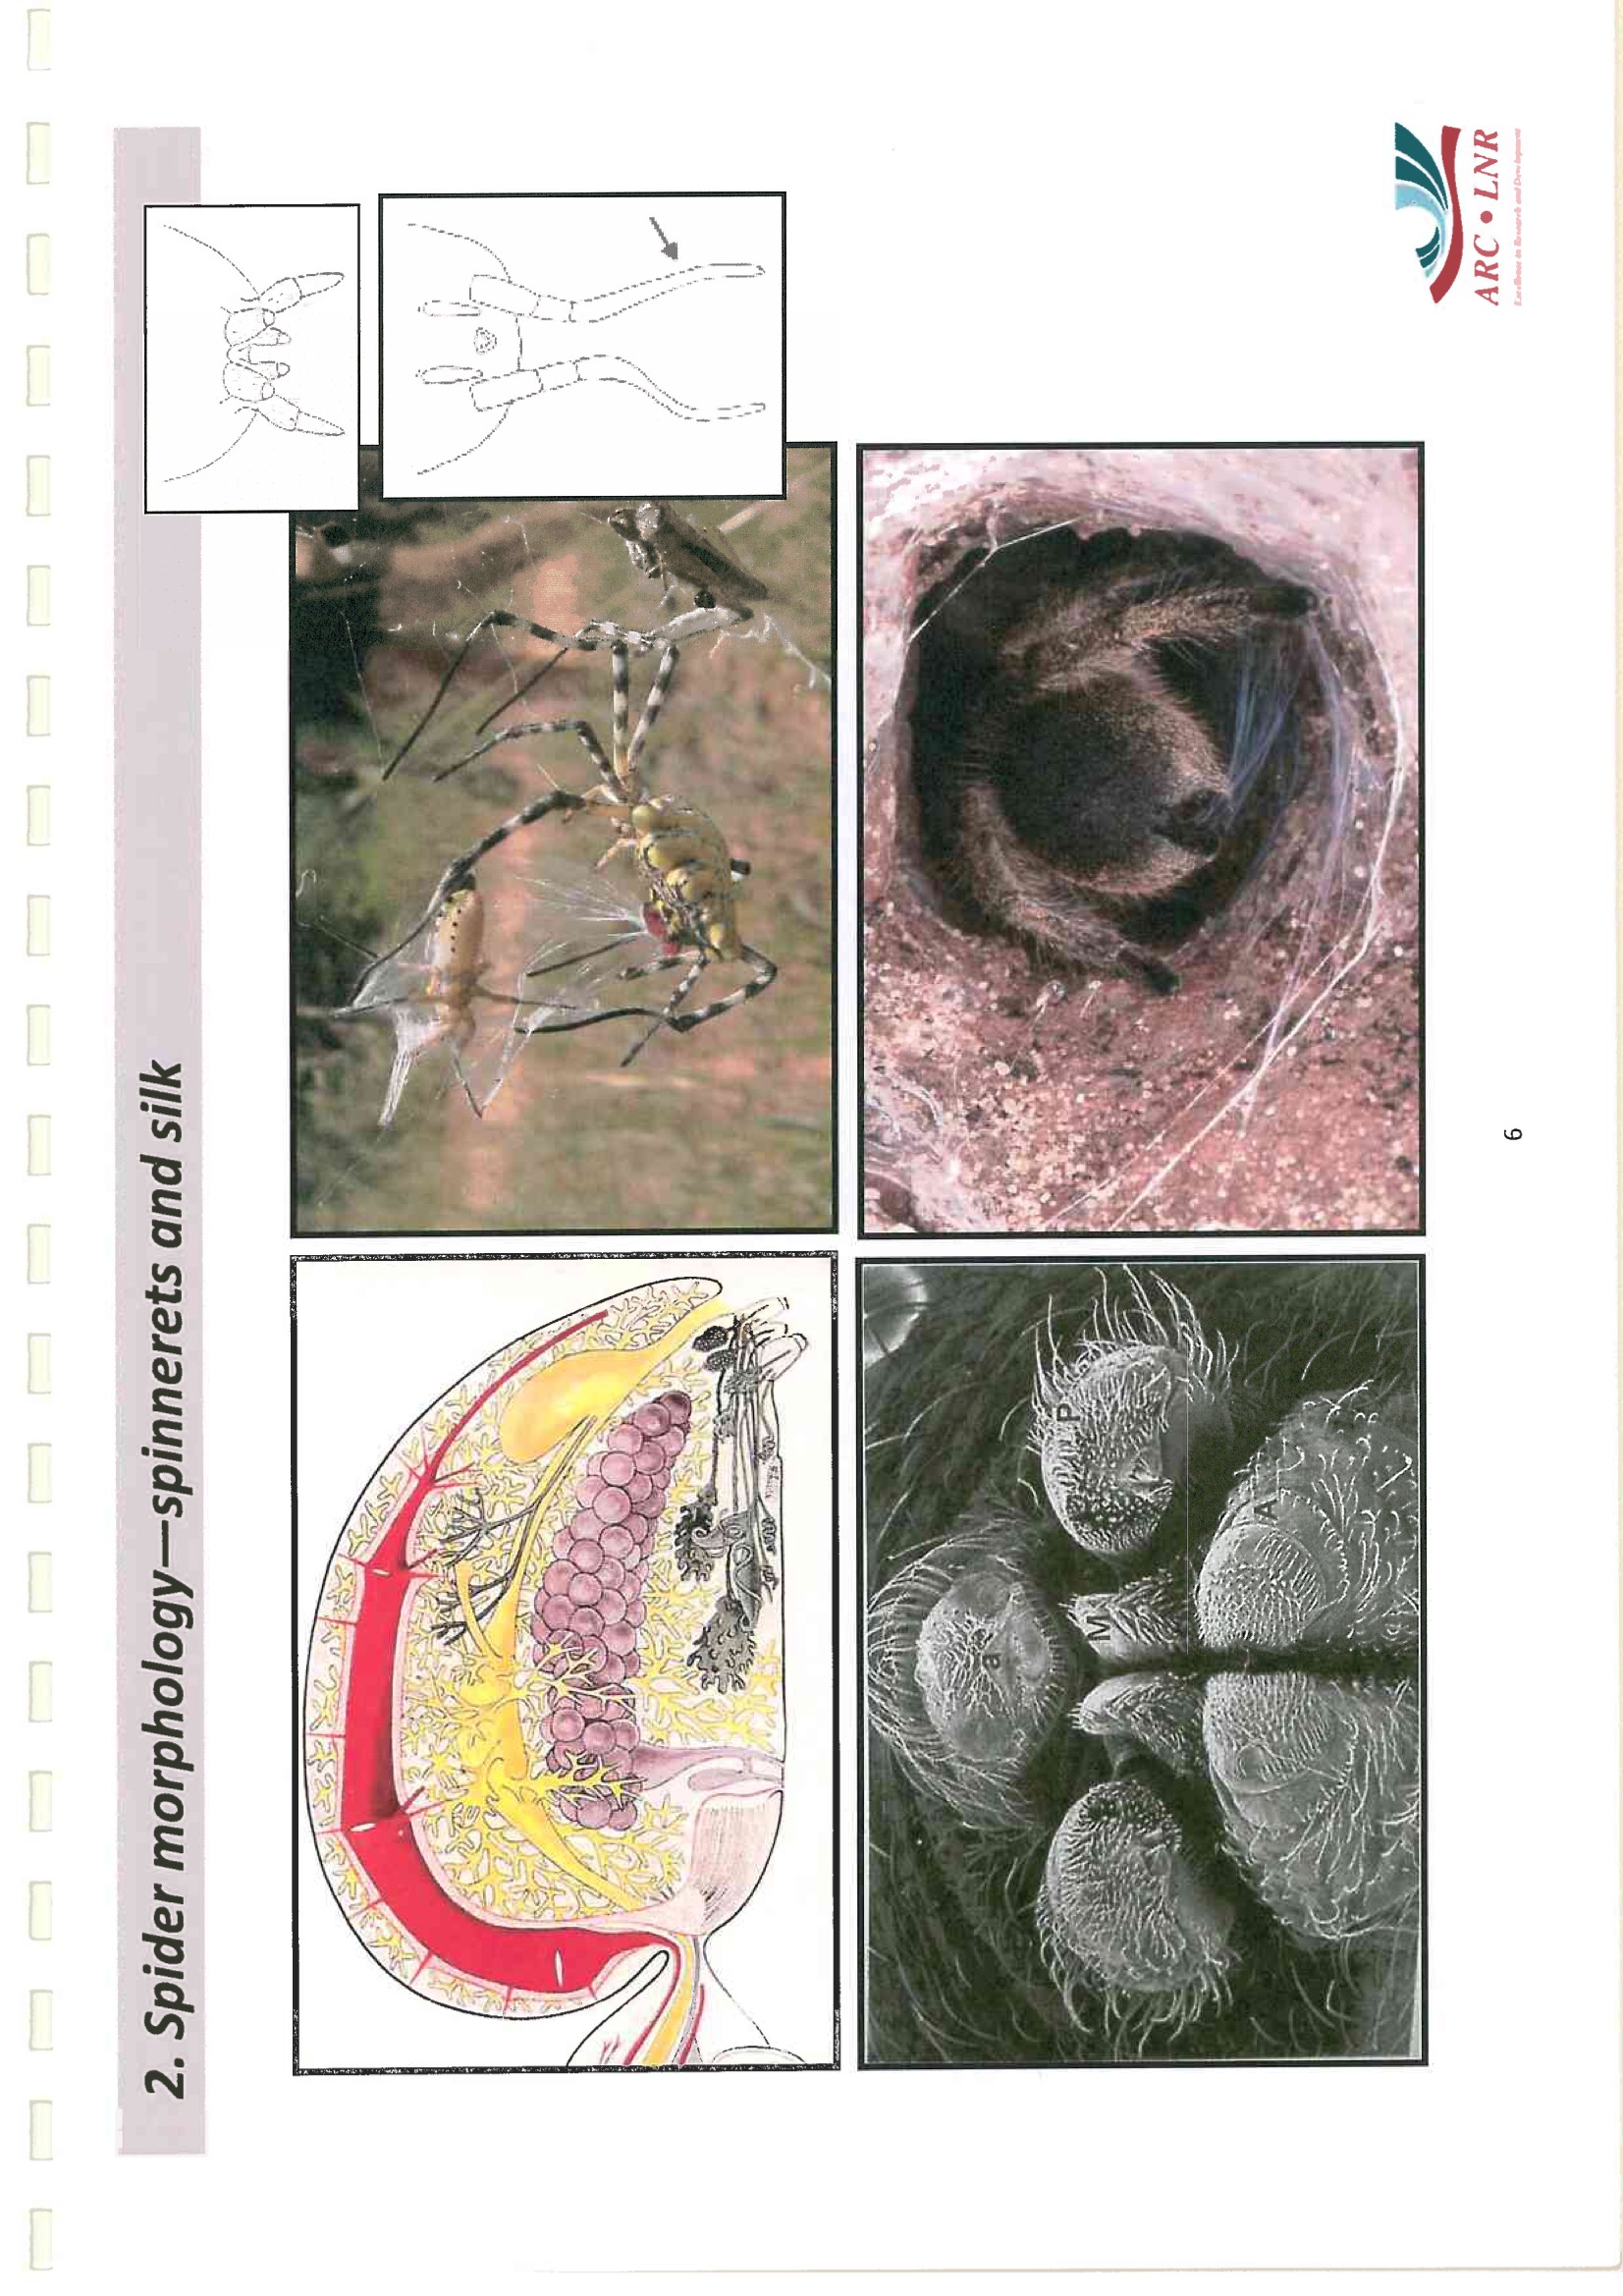 2. Spider morphology—spinnerets and silk
a
M
P
A
ARC • LNR
Excellence in Research and Development
6